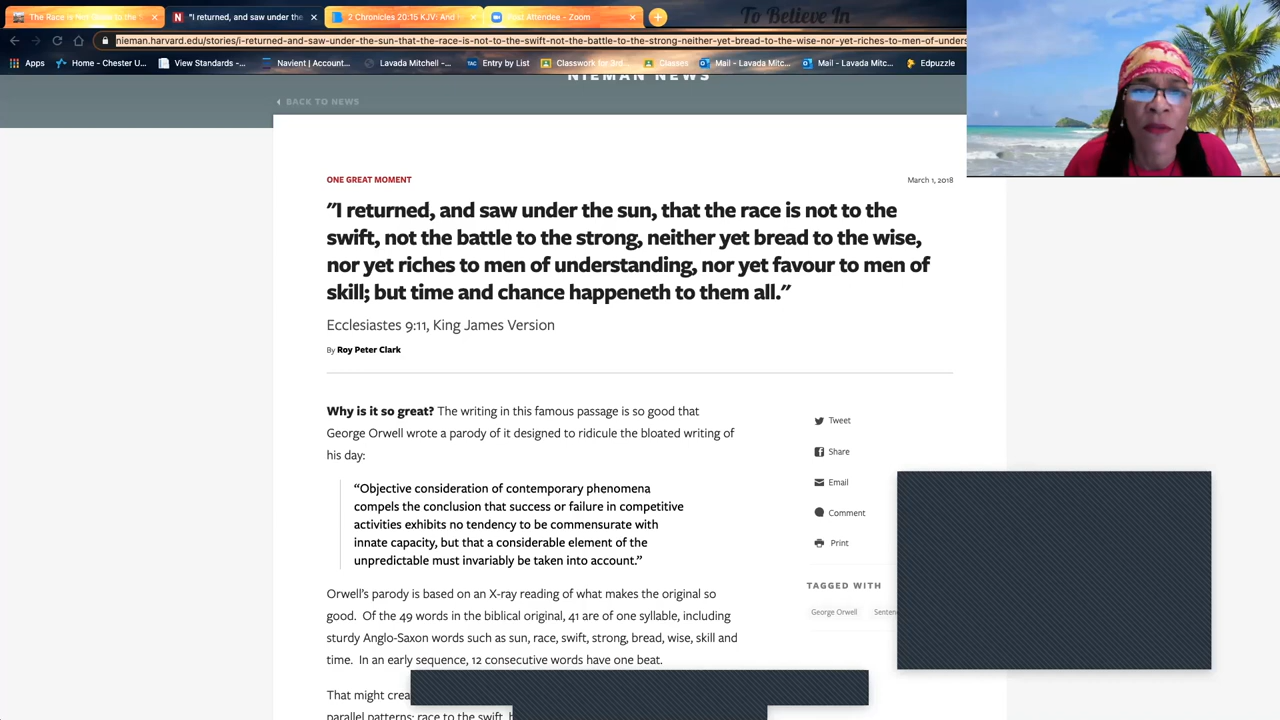 The Race is Not Given to the S
"I returned, and saw under the
2 Chronicles 20:15 KJV: And
Post Attendee - Zoom
To Believe In
nieman.harvard.edu/stories/i-returned-and-saw-under-the-sun-that-the-race-is-not-to-the-swift-not-the-battle-to-the-strong-neither-yet-bread-to-the-wise-nor-yet-riches-to-men-of-unders
Apps
Home - Chester U...
View Standards -...
Navient | Account...
Lavada Mitchell -...
TAC
Entry by List
Classwork for 3rd...
Classes
Mail - Lavada Mitc...
Mail - Lavada Mitc...
Edpuzzle
NIEMAN NEWS
BACK TO NEWS
ONE GREAT MOMENT
March 1, 2018
"I returned, and saw under the sun, that the race is not to the
swift, not the battle to the strong, neither yet bread to the wise,
nor yet riches to men of understanding, nor yet favour to men of
skill; but time and chance happeneth to them all."
Ecclesiastes 9:11, King James Version
By Roy Peter Clark
Why is it so great? The writing in this famous passage is so good that
George Orwell wrote a parody of it designed to ridicule the bloated writing of
his day:
“Objective consideration of contemporary phenomena
compels the conclusion that success or failure in competitive
activities exhibits no tendency to be commensurate with
innate capacity, but that a considerable element of the
unpredictable must invariably be taken into account.”
Orwell’s parody is based on an X-ray reading of what makes the original so
good. Of the 49 words in the biblical original, 41 are of one syllable, including
sturdy Anglo-Saxon words such as sun, race, swift, strong, bread, wise, skill and
time. In an early sequence, 12 consecutive words have one beat.
That might crea
parallel patterns: race to the swift, b
Tweet
Share
Email
Comment
Print
TAGGED WITH
George Orwell
Senten